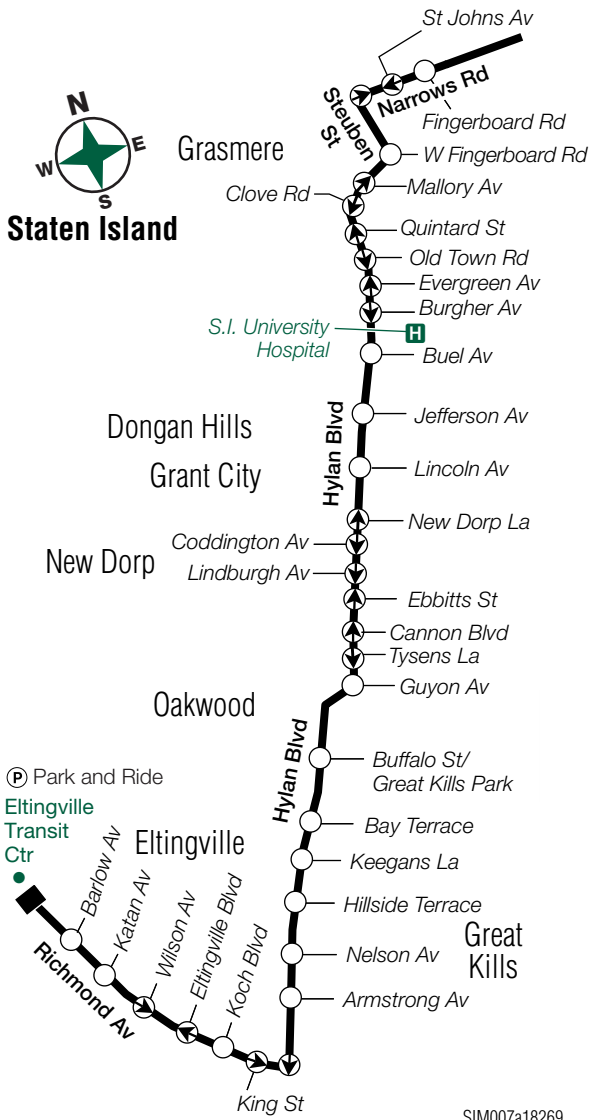 St Johns Av
Narrows Rd
Steuben
St
Fingerboard Rd
N
W
E
S
Staten Island
Grasmere
W Fingerboard Rd
Mallory Av
Clove Rd
Quintard St
Old Town Rd
Evergreen Av
Burgher Av
S.I. University
Hospital
H
Buel Av
Hylan Blvd
Jefferson Av
Dongan Hills
Grant City
Lincoln Av
New Dorp La
Coddington Av
New Dorp
Lindburgh Av
Ebbitts St
Cannon Blvd
Tysens La
Guyon Av
Oakwood
Hylan Blvd
Buffalo St/
Great Kills Park
P Park and Ride
Eltingville
Transit
Ctr
Bay Terrace
Eltingville
Keegans La
Hillside Terrace
Great
Kills
Nelson Av
Armstrong Av
Barlow Av
Katan Av
Wilson Av
Eltingville Blvd
Koch Blvd
Richmond Av
King St
SIM007a18269